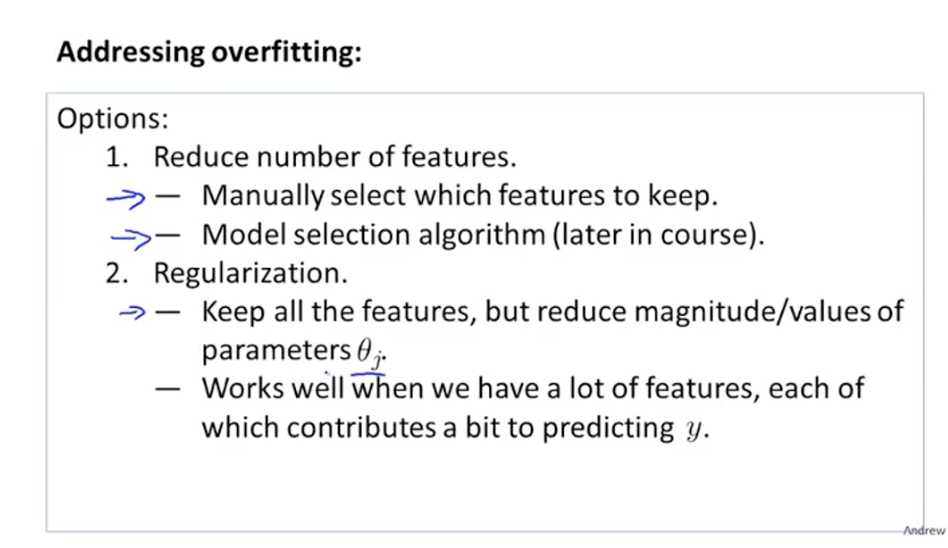 Addressing overfitting:
Options:
1. Reduce number of features.
— Manually select which features to keep.
— Model selection algorithm (later in course).
2. Regularization.
— Keep all the features, but reduce magnitude/values of
parameters θⱼ.
— Works well when we have a lot of features, each of
which contributes a bit to predicting y.
Andrew